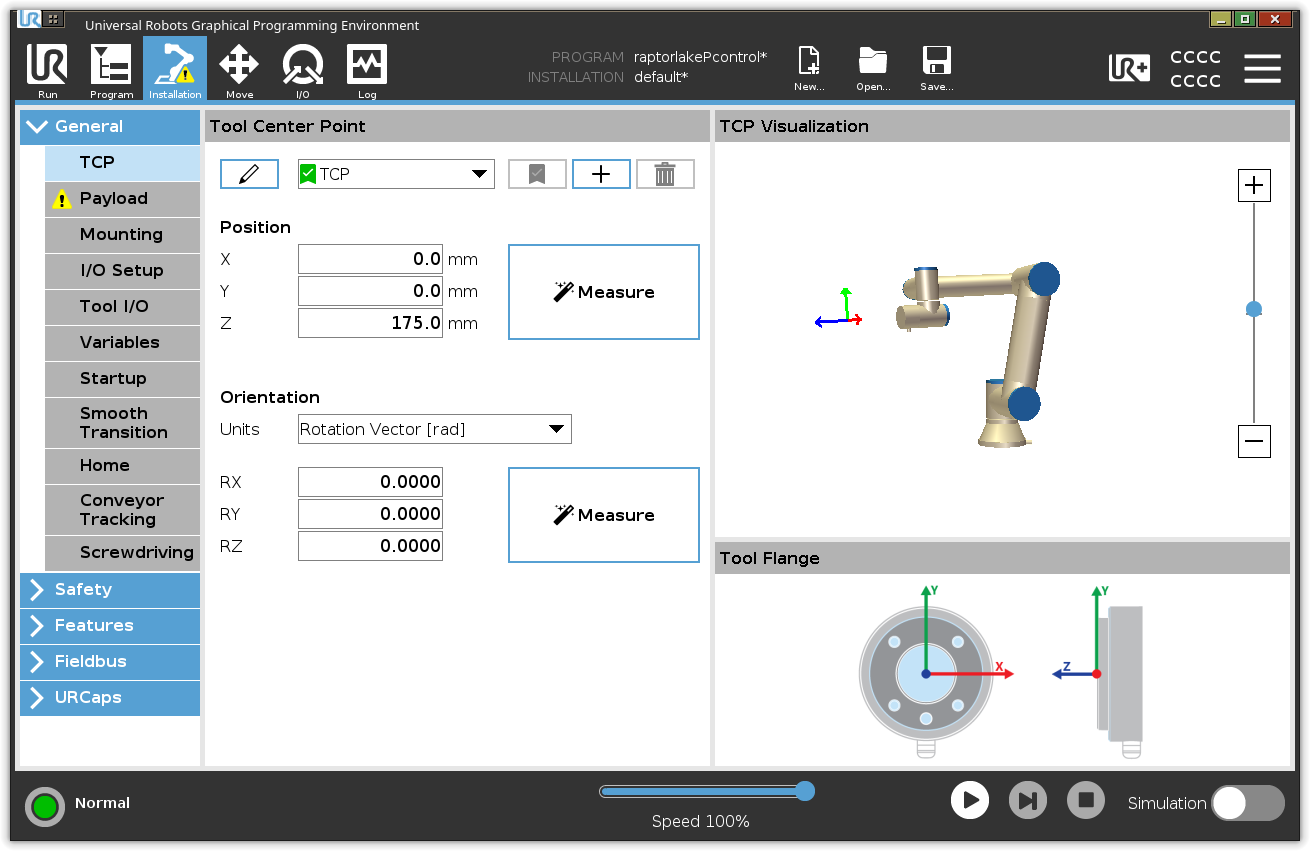 UR
Universal Robots Graphical Programming Environment
UR
Run
Program
Installation
Move
I/O
Log
PROGRAM raptorlakePcontrol*
INSTALLATION default*
New...
Open...
Save...
UR+
CCCC
CCCC
General
TCP
Payload
Mounting
I/O Setup
Tool I/O
Variables
Startup
Smooth
Transition
Home
Conveyor
Tracking
Screwdriving
Safety
Features
Fieldbus
URCaps
Tool Center Point
TCP
Position
X 0.0 mm
Y 0.0 mm
Z 175.0 mm
Measure
Orientation
Units Rotation Vector [rad]
RX 0.0000
RY 0.0000
RZ 0.0000
Measure
TCP Visualization
Tool Flange
Y
X
Y
Z
Normal
Speed 100%
Simulation